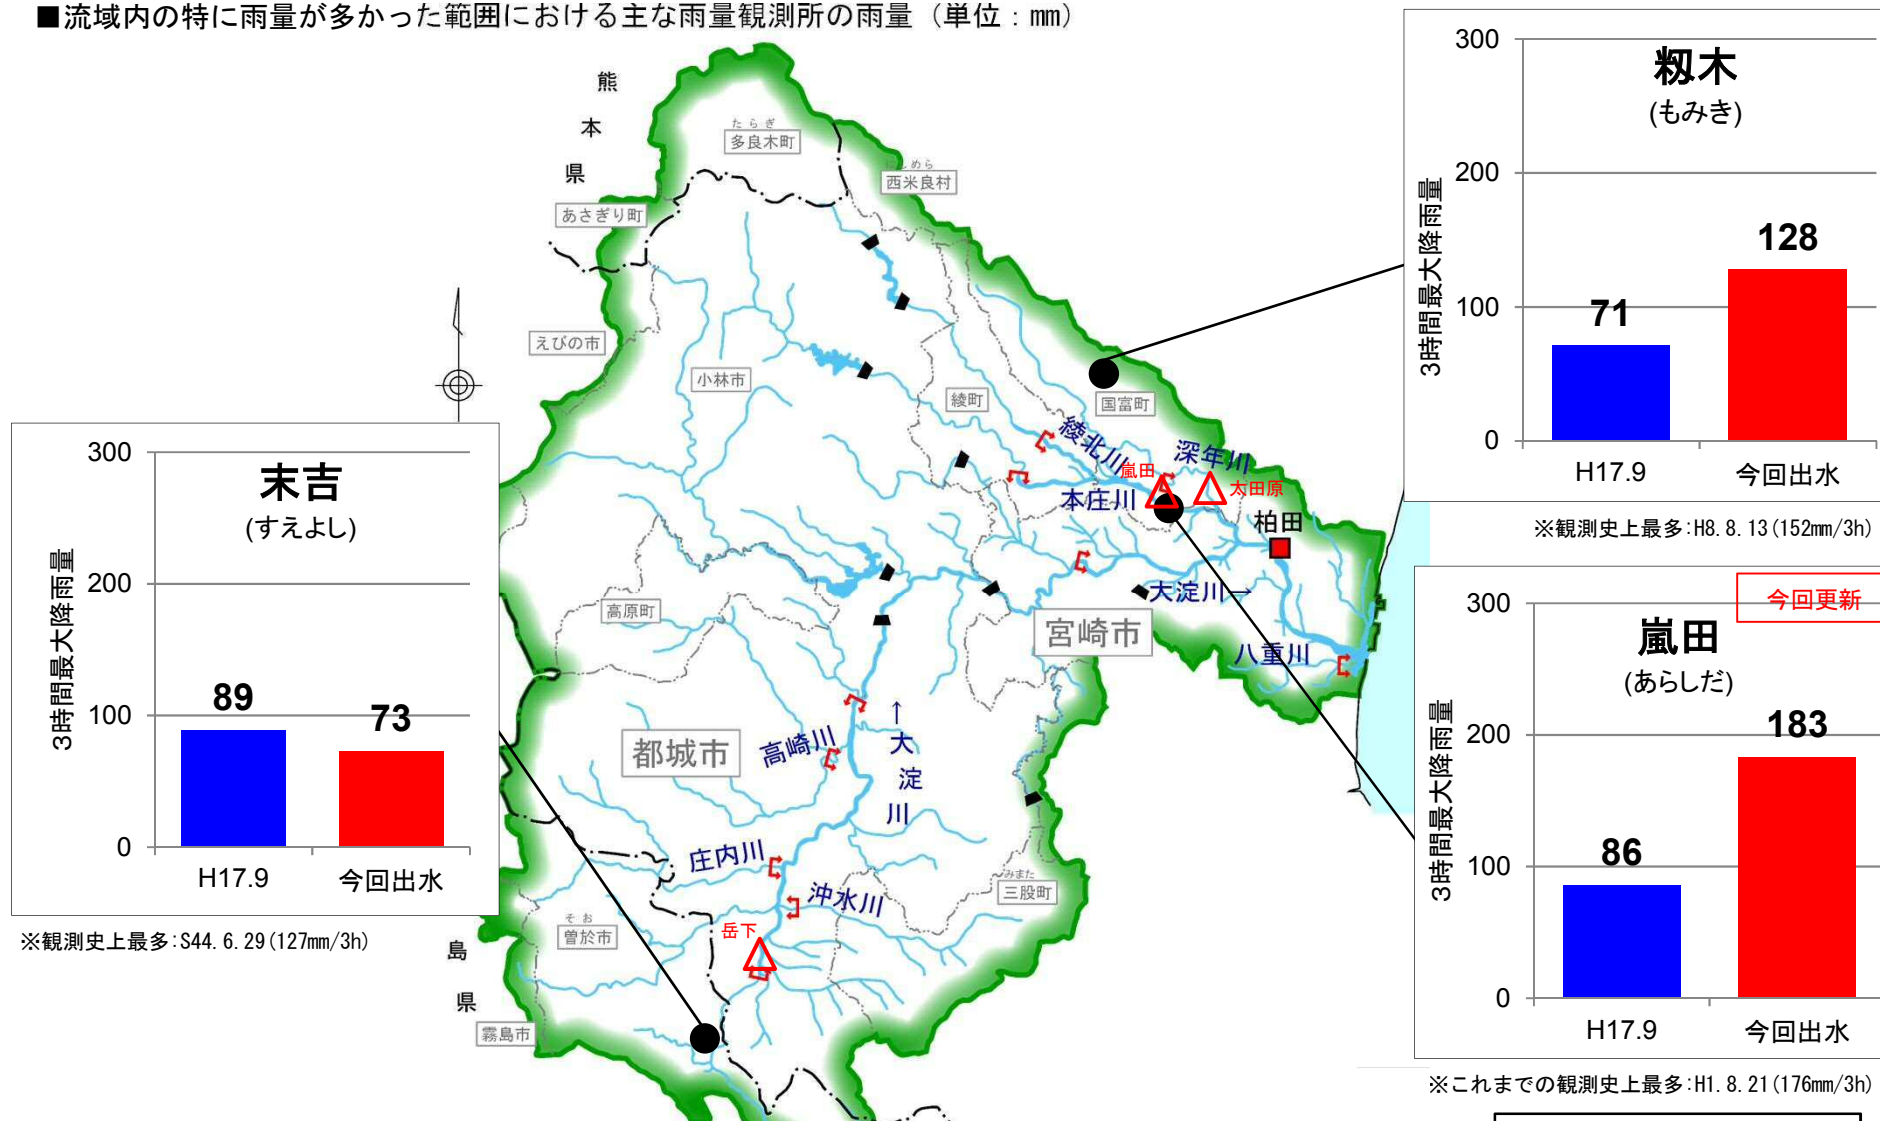 ■流域内の特に雨量が多かった範囲における主な雨量観測所の雨量（単位：㎜）
熊
本
県
たらぎ
多良木町
西米良村
あさぎり町
えびの市
小林市
綾町
国富町
綾北川
深年川
嵐田
太田原
本庄川
柏田
大淀川→
宮崎市
八重川
高原町
都城市
高崎川
←大淀川
庄内川
沖水川
みまた
三股町
そお
曽於市
岳下
島
県
霧島市
籾木
(もみき)
3時間最大降雨量
300
200
100
0
71
128
H17.9
今回出水
※観測史上最多:H8.8.13(152mm/3h)
今回更新
嵐田
(あらしだ)
3時間最大降雨量
300
200
100
0
86
183
H17.9
今回出水
※これまでの観測史上最多:H1.8.21(176mm/3h)
末吉
(すえよし)
3時間最大降雨量
300
200
100
0
89
73
H17.9
今回出水
※観測史上最多:S44.6.29(127mm/3h)